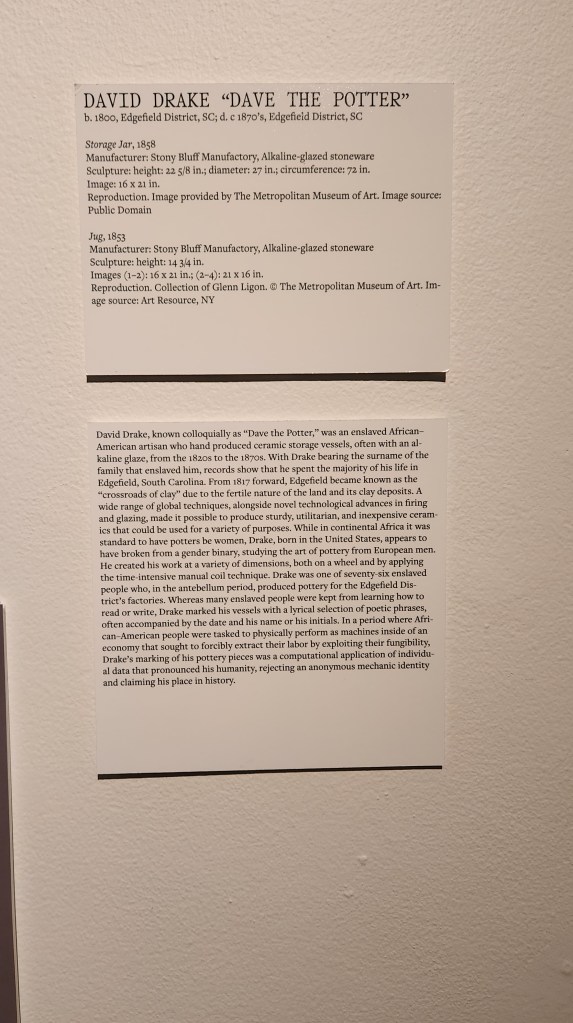 DAVID DRAKE “DAVE THE POTTER”
b. 1800, Edgefield District, SC; d. c 1870’s, Edgefield District, SC
Storage Jar, 1858
Manufacturer: Stony Bluff Manufactory, Alkaline-glazed stoneware
Sculpture: height: 22 5/8 in.; diameter: 27 in.; circumference: 72 in.
Image: 16 x 21 in.
Reproduction. Image provided by The Metropolitan Museum of Art. Image source:
Public Domain
Jug, 1853
Manufacturer: Stony Bluff Manufactory, Alkaline-glazed stoneware
Sculpture: height: 14 3/4 in.
Images (1-2): 16 x 21 in.; (2-4): 21 x 16 in.
Reproduction. Collection of Glenn Ligon. © The Metropolitan Museum of Art. Im-
age source: Art Resource, NY
David Drake, known colloquially as “Dave the Potter,” was an enslaved African-
American artisan who hand produced ceramic storage vessels, often with an al-
kaline glaze, from the 1820s to the 1870s. With Drake bearing the surname of the
family that enslaved him, records show that he spent the majority of his life in
Edgefield, South Carolina. From 1817 forward, Edgefield became known as the
“crossroads of clay” due to the fertile nature of the land and its clay deposits. A
wide range of global techniques, alongside novel technological advances in firing
and glazing, made it possible to produce sturdy, utilitarian, and inexpensive ceram-
ics that could be used for a variety of purposes. While in continental Africa it was
standard to have potters be women, Drake, born in the United States, appears to
have broken from a gender binary, studying the art of pottery from European men.
He created his work at a variety of dimensions, both on a wheel and by applying
the time-intensive manual coil technique. Drake was one of seventy-six enslaved
people who, in the antebellum period, produced pottery for the Edgefield Dis-
trict’s factories. Whereas many enslaved people were kept from learning how to
read or write, Drake marked his vessels with a lyrical selection of poetic phrases,
often accompanied by the date and his name or his initials. In a period where Afri-
can-American people were tasked to physically perform as machines inside of an
economy that sought to forcibly extract their labor by exploiting their fungibility,
Drake’s marking of his pottery pieces was a computational application of individu-
al data that pronounced his humanity, rejecting an anonymous mechanic identity
and claiming his place in history.